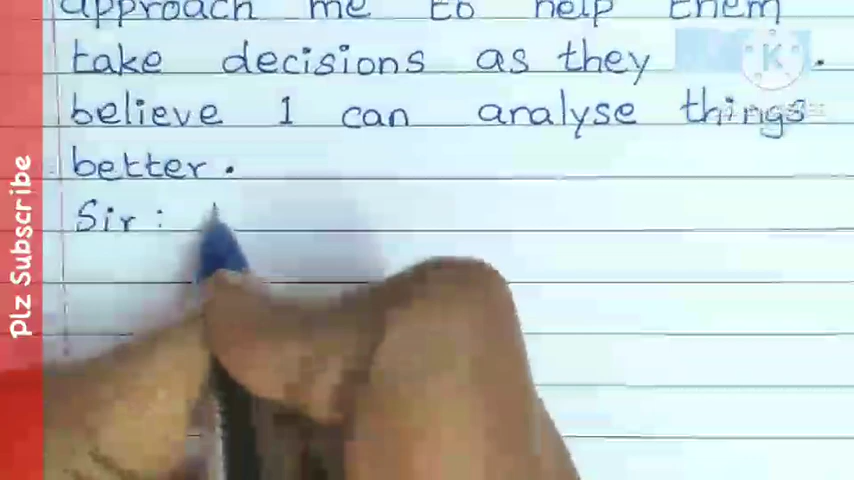 approach me to help them
take decisions as they .
believe I can analyse things
better.
Sir :
Plz Subscribe
K